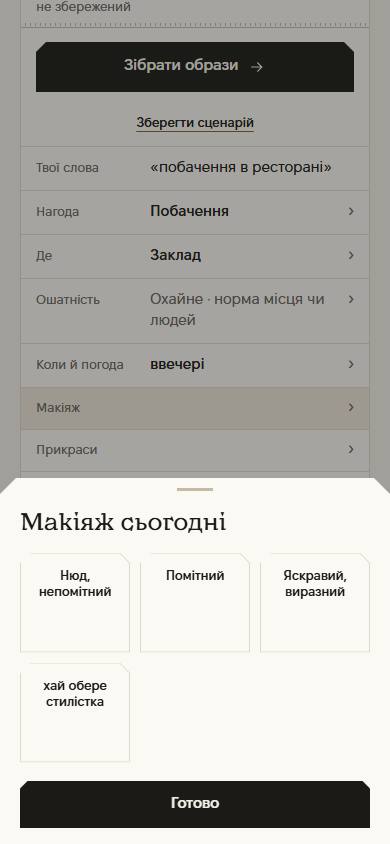 не збережений
Зібрати образи →
Зберегти сценарій
Твої слова «побачення в ресторані»
Нагода Побачення ›
Де Заклад ›
Ошатність Охайне · норма місця чи ›
людей
Коли й погода ввечері ›
Макіяж ›
Прикраси ›
Макіяж сьогодні
Нюд,
непомітний
Помітний
Яскравий,
виразний
хай обере
стилістка
Готово